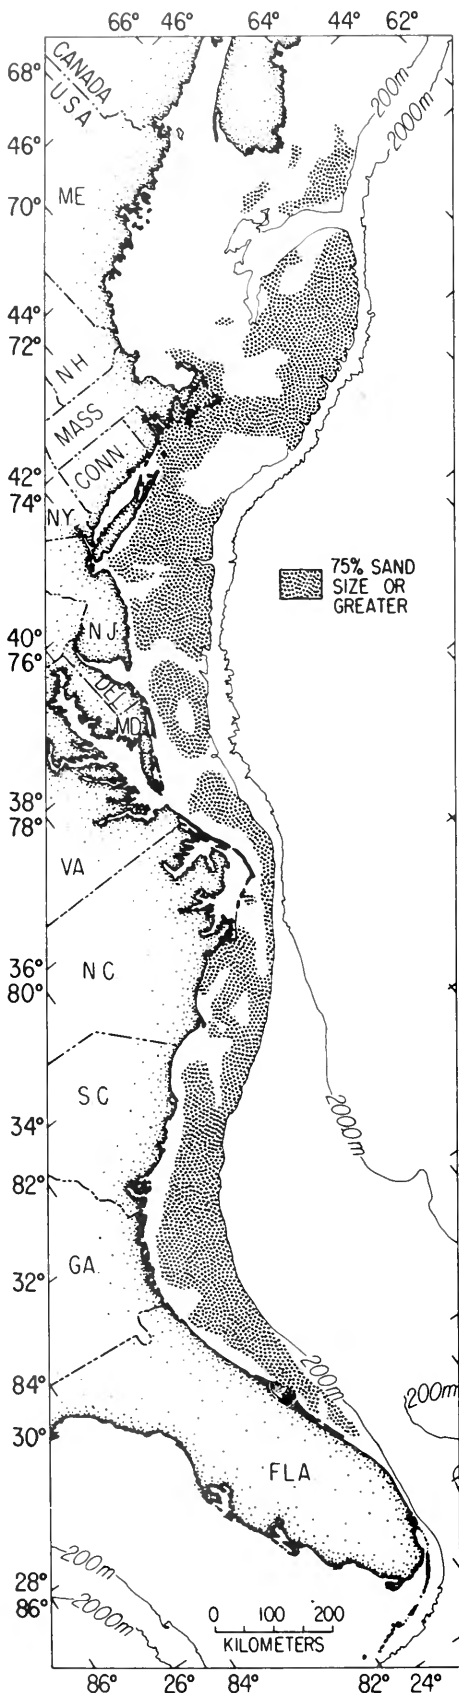 66° 46° 64° 44° 62°
200m
2000m
CANADA
USA
68°
46°
ME
70°
44°
72°
NH
MASS
CONN.
42°
74°
NY
75% SAND
SIZE OR
GREATER
NJ
40°
76°
DEL
MD
38°
78°
VA
36°
80°
NC
SC
2000m
34°
82°
GA.
32°
200m
84°
200m
30°
FLA
200m
28°
86°
2000m
0 100 200
KILOMETERS
86° 26° 84° 82° 24°